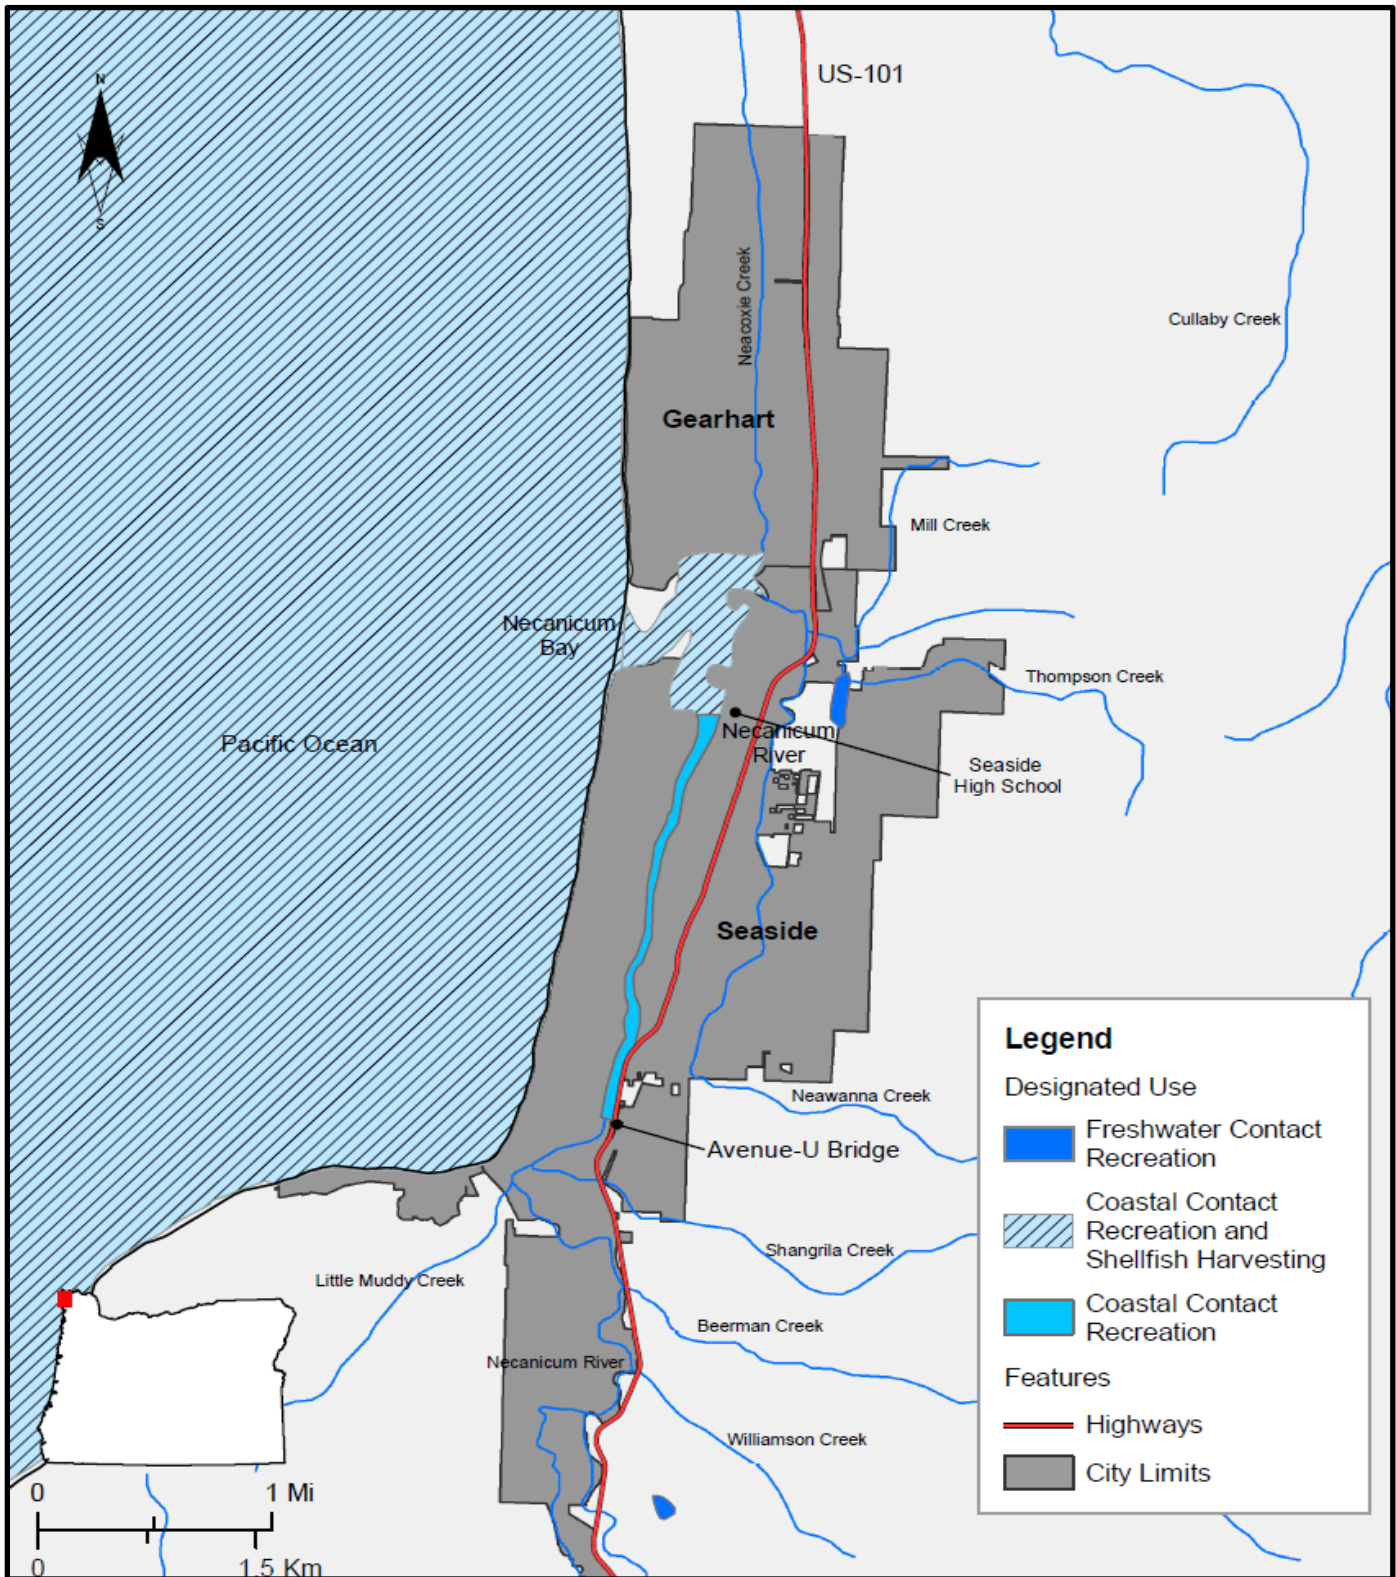 N
S
US-101
Neacoxie Creek
Cullaby Creek
Gearhart
Mill Creek
Necanicum
Bay
Thompson Creek
Pacific Ocean
Necanicum
River
Seaside
High School
Seaside
Neawanna Creek
Avenue-U Bridge
Shangrila Creek
Little Muddy Creek
Beerman Creek
Necanicum River
Williamson Creek
0
1 Mi
0
1.5 Km
Legend
Designated Use
Freshwater Contact
Recreation
Coastal Contact
Recreation and
Shellfish Harvesting
Coastal Contact
Recreation
Features
Highways
City Limits